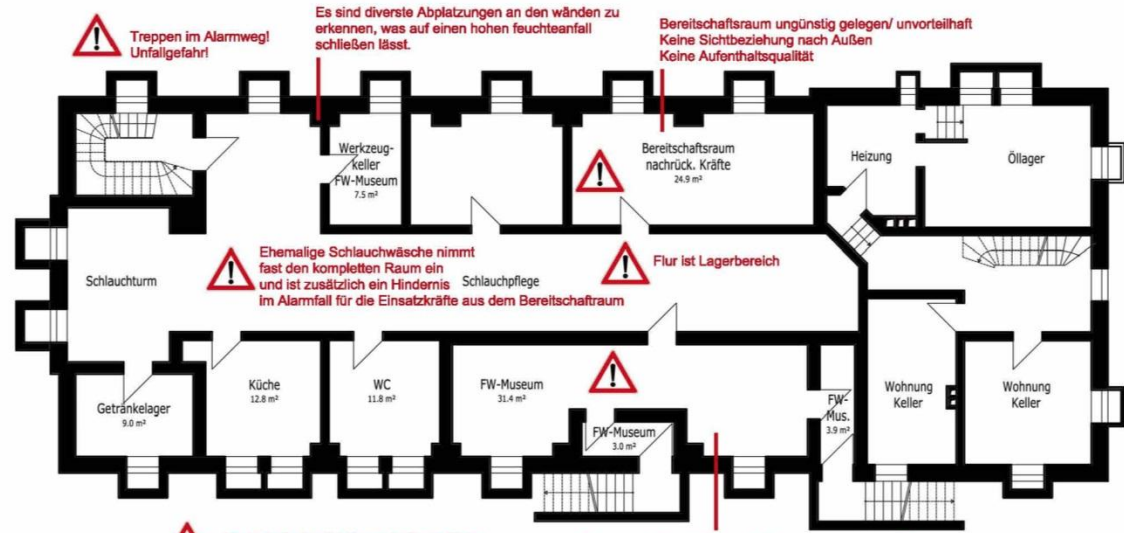 Treppen im Alarmweg!
Unfallgefahr!
Es sind diverste Abplatzungen an den wänden zu
erkennen, was auf einen hohen feuchteanfall
schließen lässt.
Bereitschaftsraum ungünstig gelegen/ unvorteilhaft
Keine Sichtbeziehung nach Außen
Keine Aufenthaltsqualität
Werkzeug-
keller
FW-Museum
7.5 m²
Bereitschaftsraum
nachrück. Kräfte
24.9 m²
Heizung
Öllager
Schlauchturm
Ehemalige Schlauchwäsche nimmt
fast den kompletten Raum ein
und ist zusätzlich ein Hindernis
im Alarmfall für die Einsatzkräfte aus dem Bereitschaftraum
Schlauchpflege
Flur ist Lagerbereich
Getränkelager
9.0 m²
Küche
12.8 m²
WC
11.8 m²
FW-Museum
31.4 m²
FW-Museum
3.0 m²
FW-
Mus.
3.9 m²
Wohnung
Keller
Wohnung
Keller